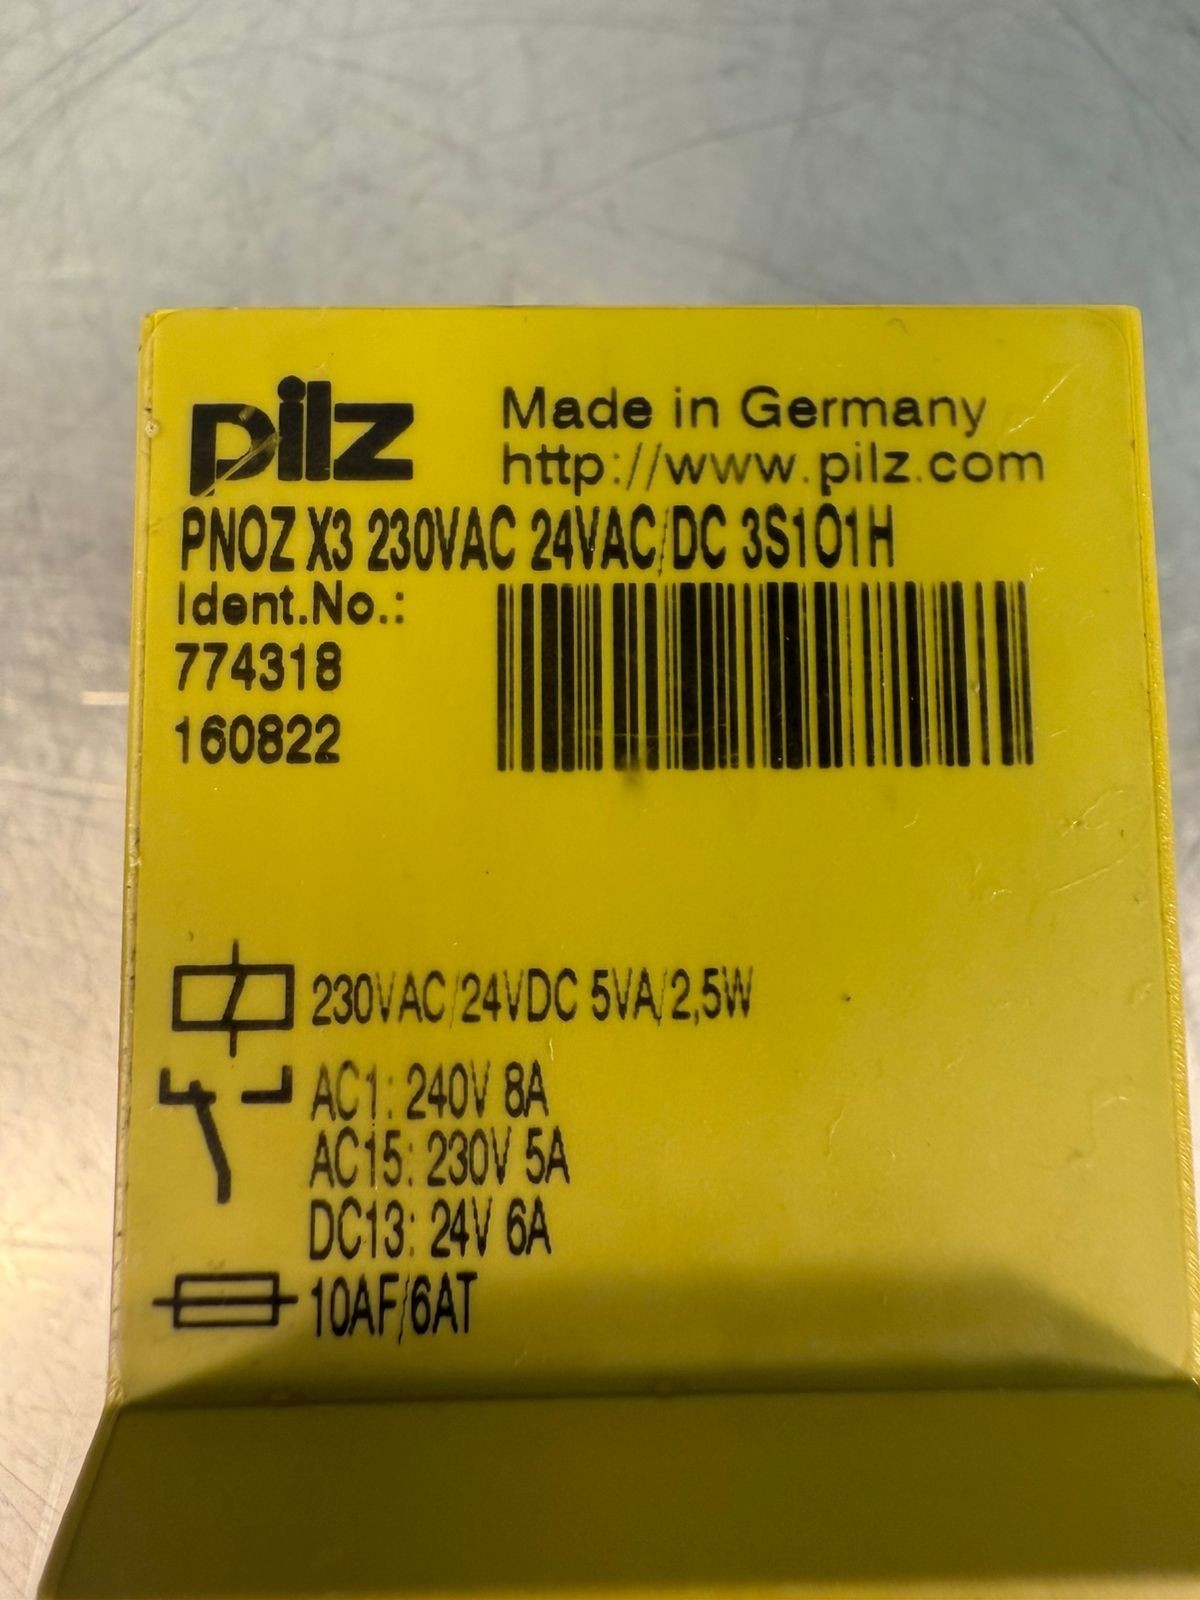 pilz
Made in Germany
http://www.pilz.com
PNOZ X3 230VAC 24VAC/DC 3S1O1H
Ident.No.:
774318
160822
230VAC/24VDC 5VA/2,5W
AC1: 240V 8A
AC15: 230V 5A
DC13: 24V 6A
10AF/6AT